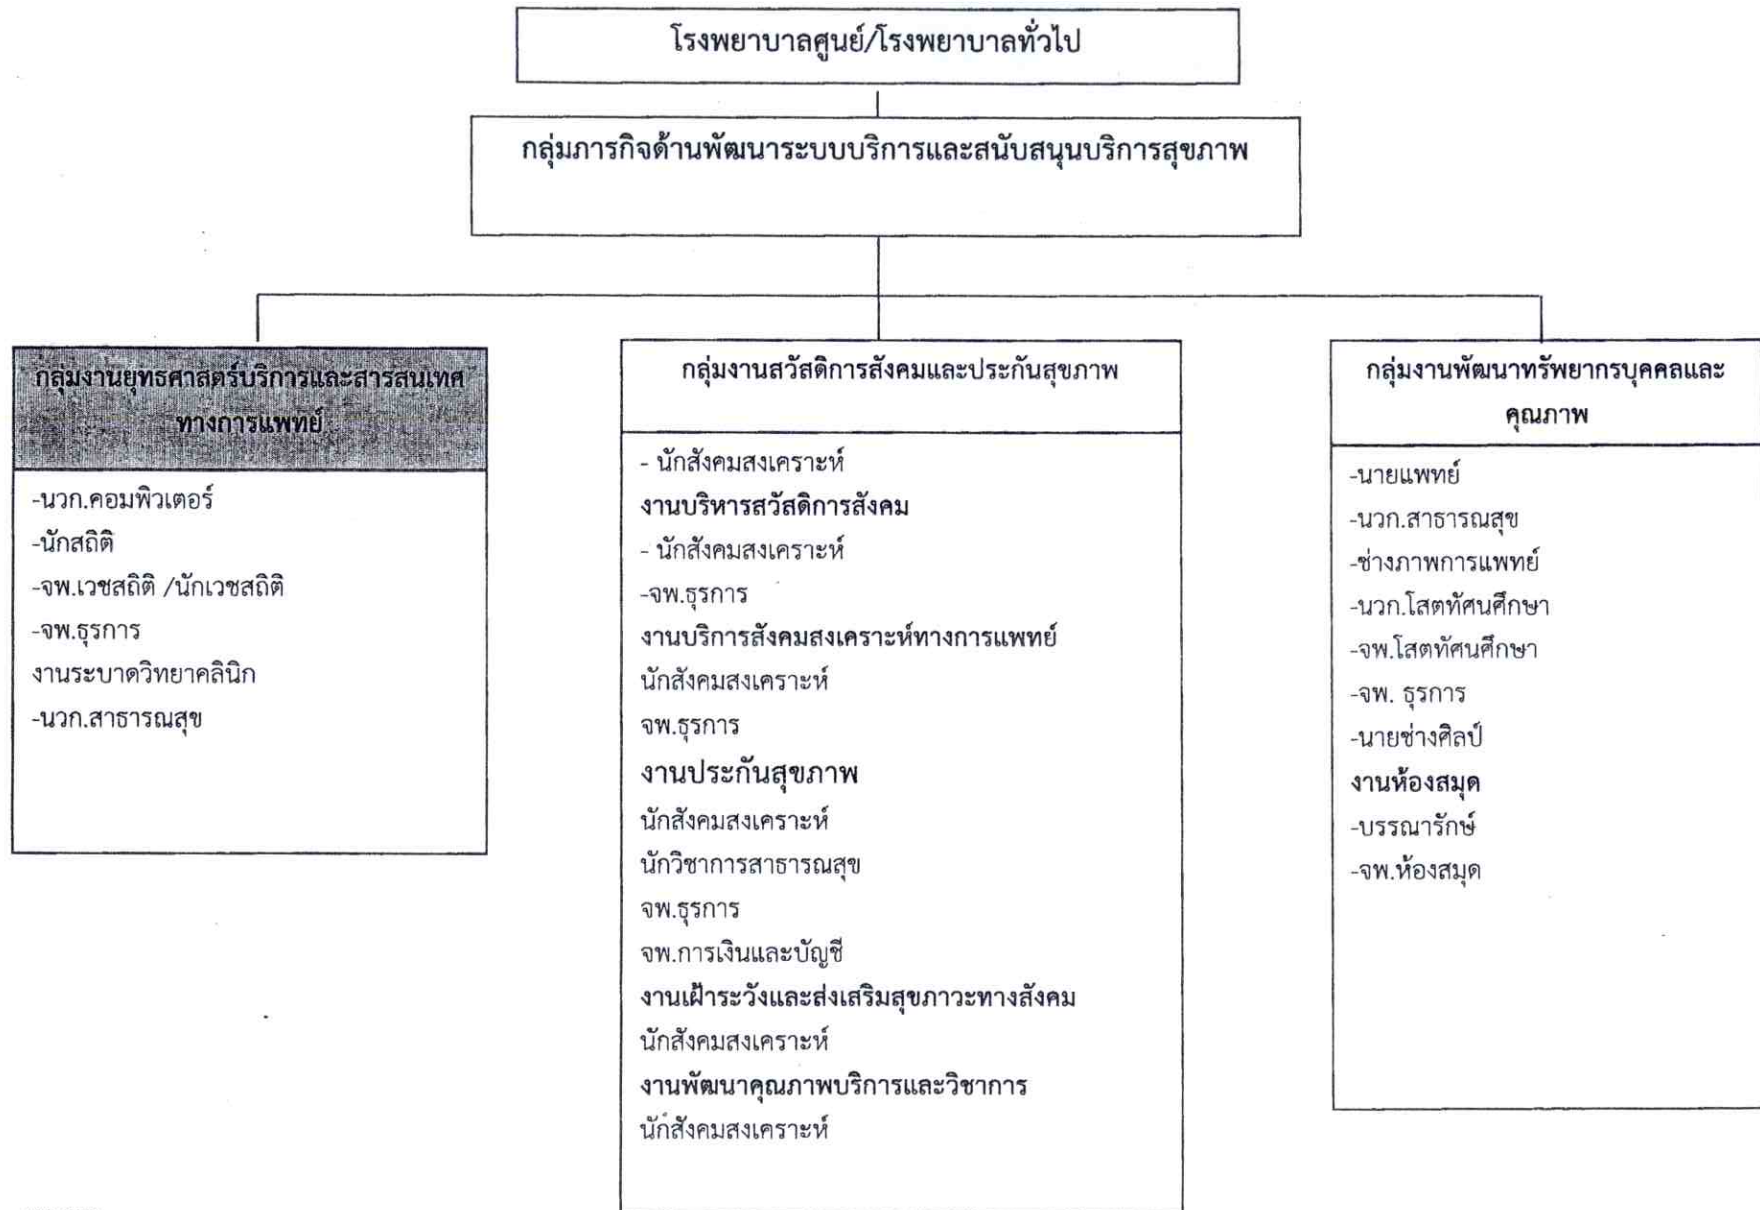 โรงพยาบาลศูนย์/โรงพยาบาลทั่วไป
กลุ่มภารกิจด้านพัฒนาระบบบริการและสนับสนุนบริการสุขภาพ
กลุ่มงานยุทธศาสตร์บริการและสารสนเทศ
ทางการแพทย์
-นวก.คอมพิวเตอร์
-นักสถิติ
-จพ.เวชสถิติ /นักเวชสถิติ
-จพ.ธุรการ
งานระบาดวิทยาคลินิก
-นวก.สาธารณสุข
กลุ่มงานสวัสดิการสังคมและประกันสุขภาพ
- นักสังคมสงเคราะห์
งานบริหารสวัสดิการสังคม
- นักสังคมสงเคราะห์
-จพ.ธุรการ
งานบริการสังคมสงเคราะห์ทางการแพทย์
นักสังคมสงเคราะห์
จพ.ธุรการ
งานประกันสุขภาพ
นักสังคมสงเคราะห์
นักวิชาการสาธารณสุข
จพ.ธุรการ
จพ.การเงินและบัญชี
งานเฝ้าระวังและส่งเสริมสุขภาวะทางสังคม
นักสังคมสงเคราะห์
งานพัฒนาคุณภาพบริการและวิชาการ
นักสังคมสงเคราะห์
กลุ่มงานพัฒนาทรัพยากรบุคคลและ
คุณภาพ
-นายแพทย์
-นวก.สาธารณสุข
-ช่างภาพการแพทย์
-นวก.โสตทัศนศึกษา
-จพ.โสตทัศนศึกษา
-จพ. ธุรการ
-นายช่างศิลป์
งานห้องสมุด
-บรรณารักษ์
-จพ.ห้องสมุด